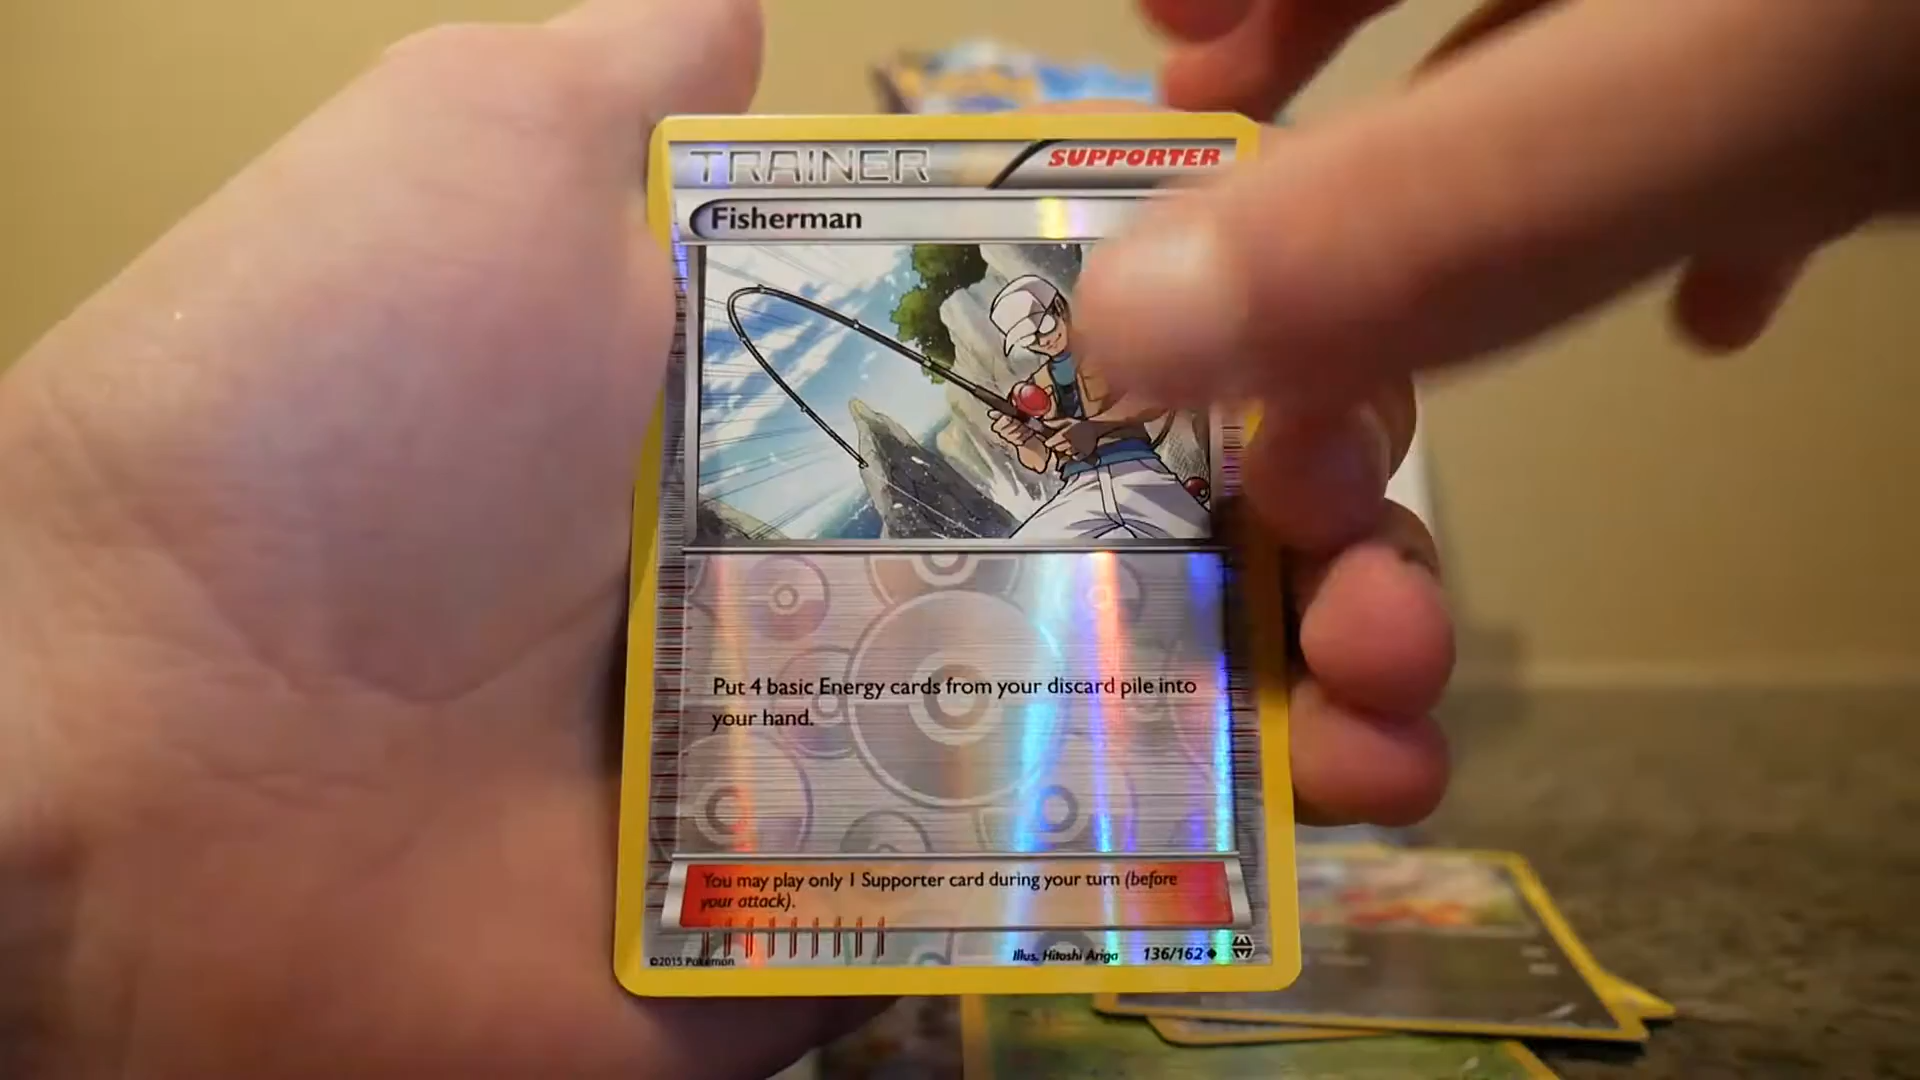 TRAINER
SUPPORTER
Fisherman
Put 4 basic Energy cards from your discard pile into
your hand.
You may play only 1 Supporter card during your turn (before
your attack).
©2015 Pokémon
Illus. Hitoshi Ariga
136/162